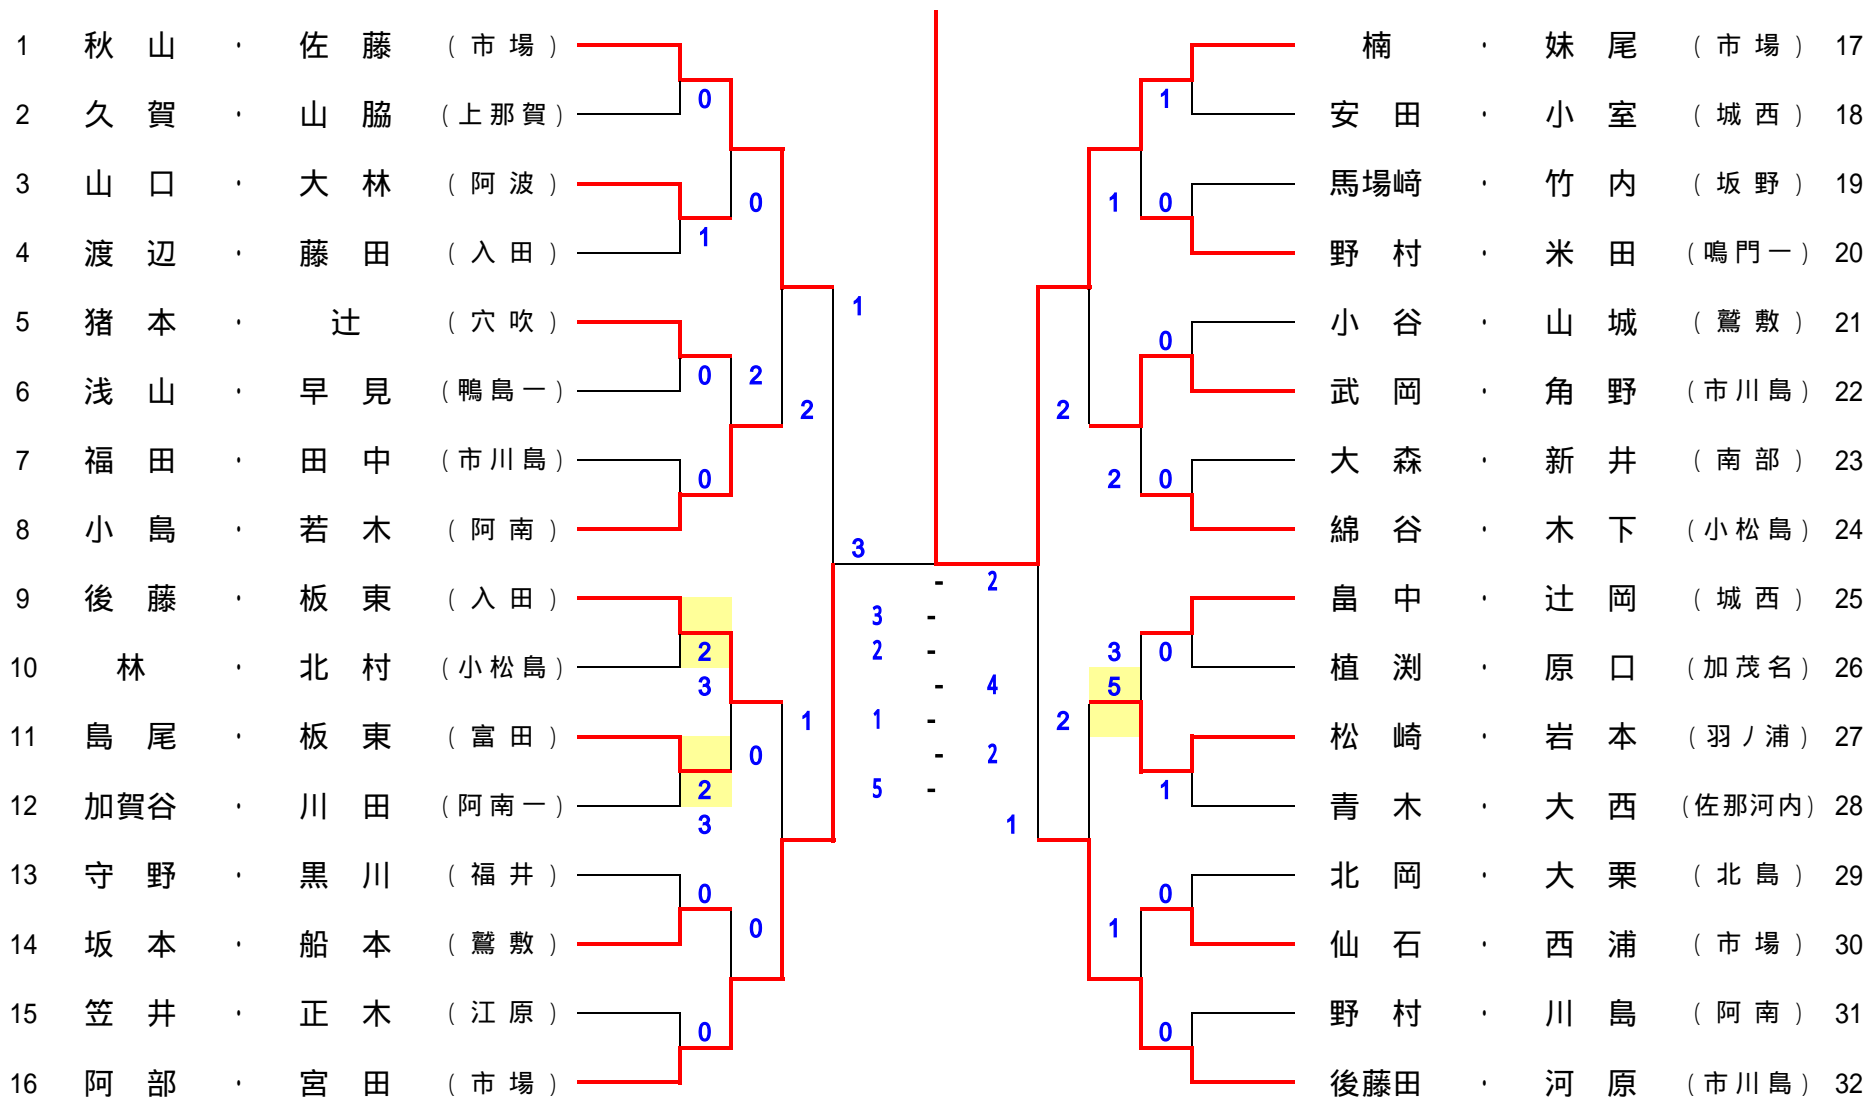 1 秋山・佐藤 (市場)
2 久賀・山脇 (上那賀)
3 山口・大林 (阿波)
4 渡辺・藤田 (入田)
5 猪本・辻 (穴吹)
6 浅山・早見 (鴨島一)
7 福田・田中 (市川島)
8 小島・若木 (阿南)
9 後藤・板東 (入田)
10 林・北村 (小松島)
11 島尾・板東 (富田)
12 加賀谷・川田 (阿南一)
13 守野・黒川 (福井)
14 坂本・船本 (鷲敷)
15 笠井・正木 (江原)
16 阿部・宮田 (市場)
0
1
0
0
2
3
2
3
0
0
0
2
0
0
2
1
1
3
- 2
3 -
2 -
- 4
1 -
- 2
5 -
2
2
1
1
2
3
5
1
1
0
0
0
0
1
0
0
楠・妹尾 (市場) 17
安田・小室 (城西) 18
馬場﨑・竹内 (坂野) 19
野村・米田 (鳴門一) 20
小谷・山城 (鷲敷) 21
武岡・角野 (市川島) 22
大森・新井 (南部) 23
綿谷・木下 (小松島) 24
畠中・辻岡 (城西) 25
植渕・原口 (加茂名) 26
松崎・岩本 (羽ノ浦) 27
青木・大西 (佐那河内) 28
北岡・大栗 (北島) 29
仙石・西浦 (市場) 30
野村・川島 (阿南) 31
後藤田・河原 (市川島) 32